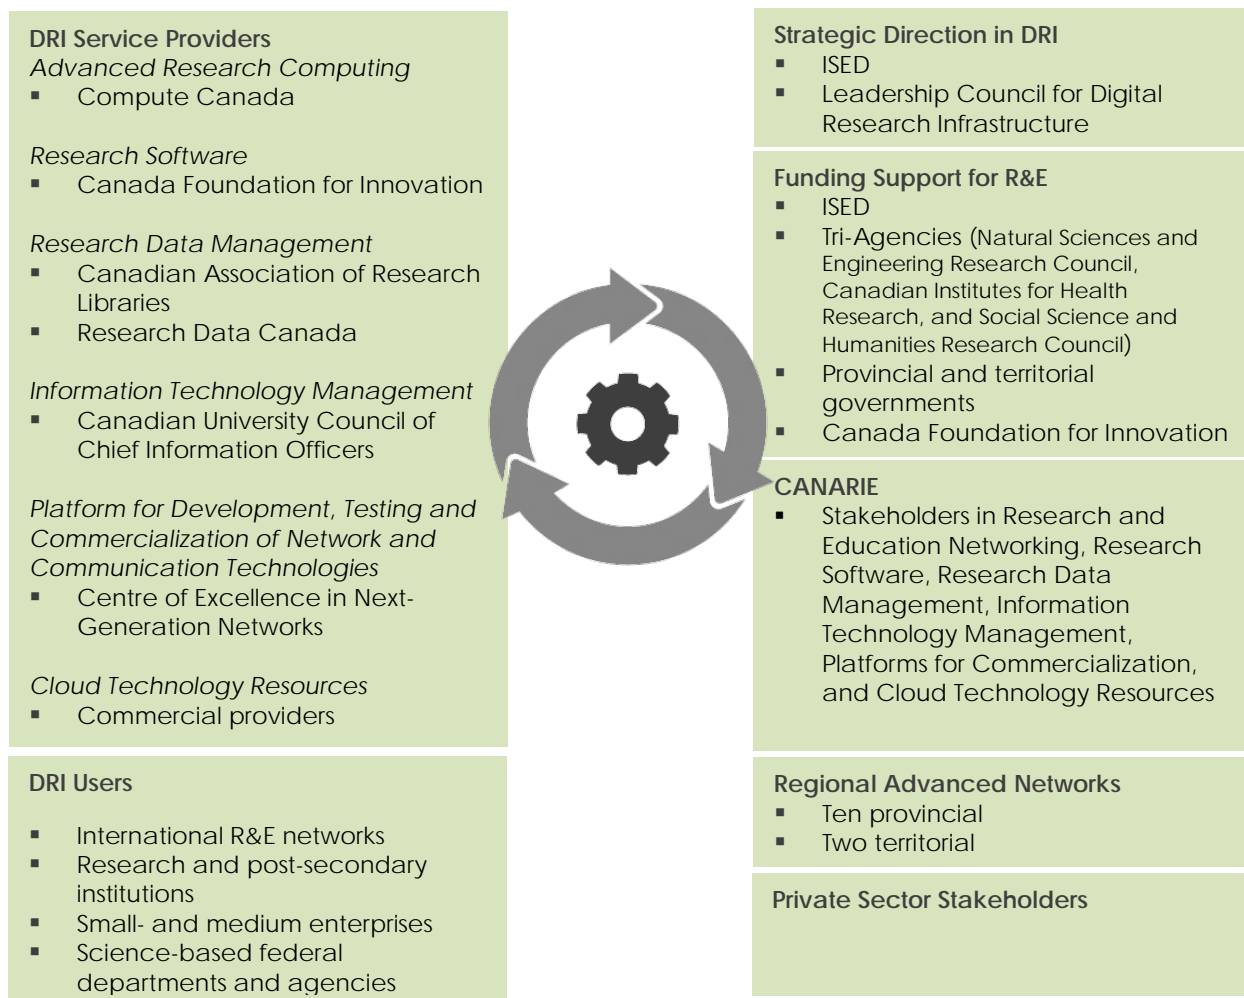 DRI Service Providers
Advanced Research Computing
▪ Compute Canada
Research Software
▪ Canada Foundation for Innovation
Research Data Management
▪ Canadian Association of Research
Libraries
▪ Research Data Canada
Information Technology Management
▪ Canadian University Council of
Chief Information Officers
Platform for Development, Testing and
Commercialization of Network and
Communication Technologies
▪ Centre of Excellence in Next-
Generation Networks
Cloud Technology Resources
▪ Commercial providers
DRI Users
▪ International R&E networks
▪ Research and post-secondary
institutions
▪ Small- and medium enterprises
▪ Science-based federal
departments and agencies
Strategic Direction in DRI
▪ ISED
▪ Leadership Council for Digital
Research Infrastructure
Funding Support for R&E
▪ ISED
▪ Tri-Agencies (Natural Sciences and
Engineering Research Council,
Canadian Institutes for Health
Research, and Social Science and
Humanities Research Council)
▪ Provincial and territorial
governments
▪ Canada Foundation for Innovation
CANARIE
▪ Stakeholders in Research and
Education Networking, Research
Software, Research Data
Management, Information
Technology Management,
Platforms for Commercialization,
and Cloud Technology Resources
Regional Advanced Networks
▪ Ten provincial
▪ Two territorial
Private Sector Stakeholders